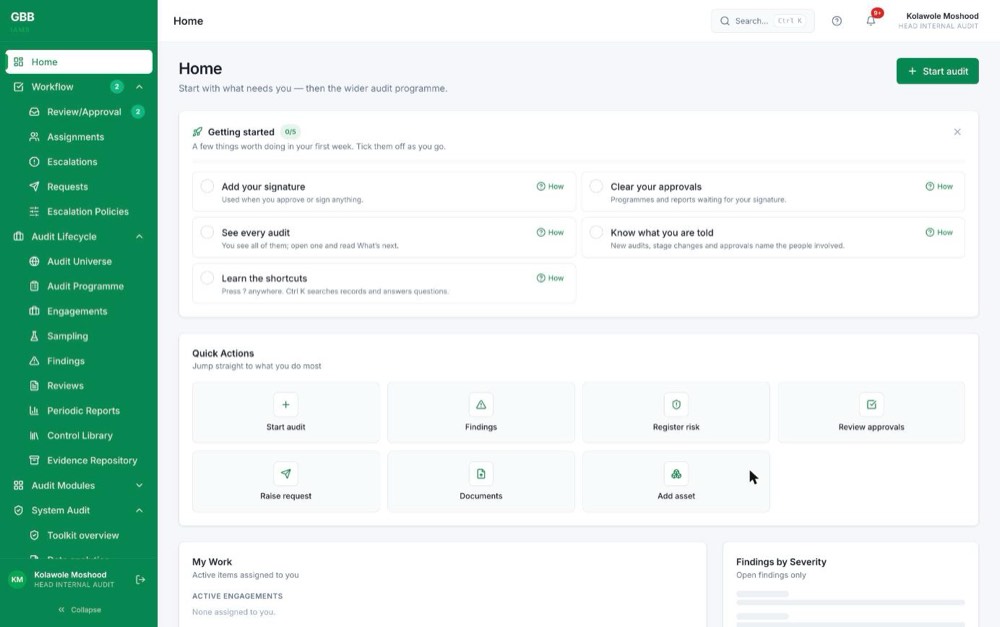 GBB
Home
Search... Ctrl K
9+
Kolawole Moshood
HEAD INTERNAL AUDIT
Home
Workflow 2
Review/Approval 2
Assignments
Escalations
Requests
Escalation Policies
Audit Lifecycle
Audit Universe
Audit Programme
Engagements
Sampling
Findings
Reviews
Periodic Reports
Control Library
Evidence Repository
Audit Modules
System Audit
Toolkit overview
KM
Kolawole Moshood
HEAD INTERNAL AUDIT
Collapse
Home
Start with what needs you — then the wider audit programme.
+ Start audit
Getting started 0/5
A few things worth doing in your first week. Tick them off as you go.
Add your signature
Used when you approve or sign anything.
How
Clear your approvals
Programmes and reports waiting for your signature.
How
See every audit
You see all of them; open one and read What's next.
How
Know what you are told
New audits, stage changes and approvals name the people involved.
How
Learn the shortcuts
Press ? anywhere. Ctrl K searches records and answers questions.
How
Quick Actions
Jump straight to what you do most
Start audit
Findings
Register risk
Review approvals
Raise request
Documents
Add asset
My Work
Active items assigned to you
ACTIVE ENGAGEMENTS
None assigned to you.
Findings by Severity
Open findings only